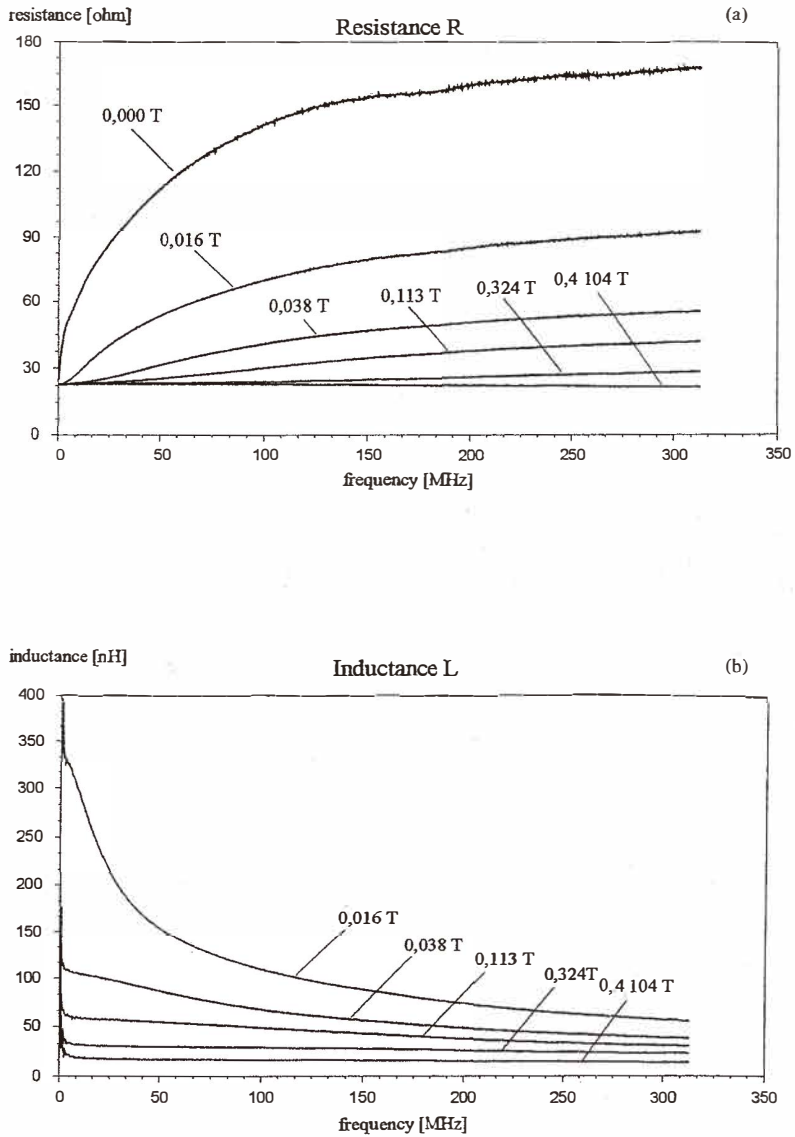 resistance [ohm]
Resistance R
(a)
180
150
120
90
60
30
0
0,000 T
0,016 T
0,038 T
0,113 T
0,324 T
0,4 104 T
0 50 100 150 200 250 300 350
frequency [MHz]
inductance [nH]
Inductance L
(b)
400
350
300
250
200
150
100
50
0
0,016 T
0,038 T
0,113 T
0,324T
0,4 104 T
0 50 100 150 200 250 300 350
frequency [MHz]